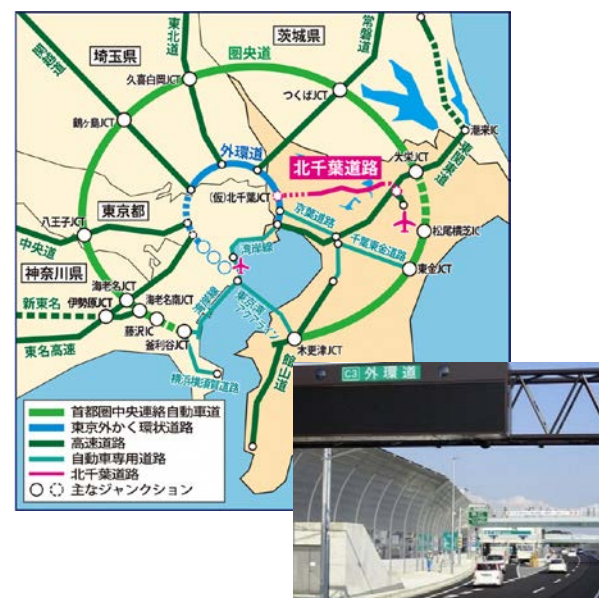 東北道
茨城県
常磐道
埼玉県
圏央道
関越道
久喜白岡JCT
つくばJCT
鶴ヶ島JCT
潮来IC
外環道
北千葉道路
大栄JCT
東関東道
(仮)北千葉JCT
八王子JCT
東京都
京葉道路
千葉東金道路
松尾横芝IC
中央道
湾岸線
東金JCT
神奈川県
海老名JCT
新東名
伊勢原JCT
海老名南JCT
湾岸線
東京湾
アクアライン
藤沢IC
釜利谷JCT
木更津JCT
東名高速
館山道
横浜横須賀道路
首都圏中央連絡自動車道
東京外かく環状道路
高速道路
自動車専用道路
北千葉道路
主なジャンクション
C3 外環道